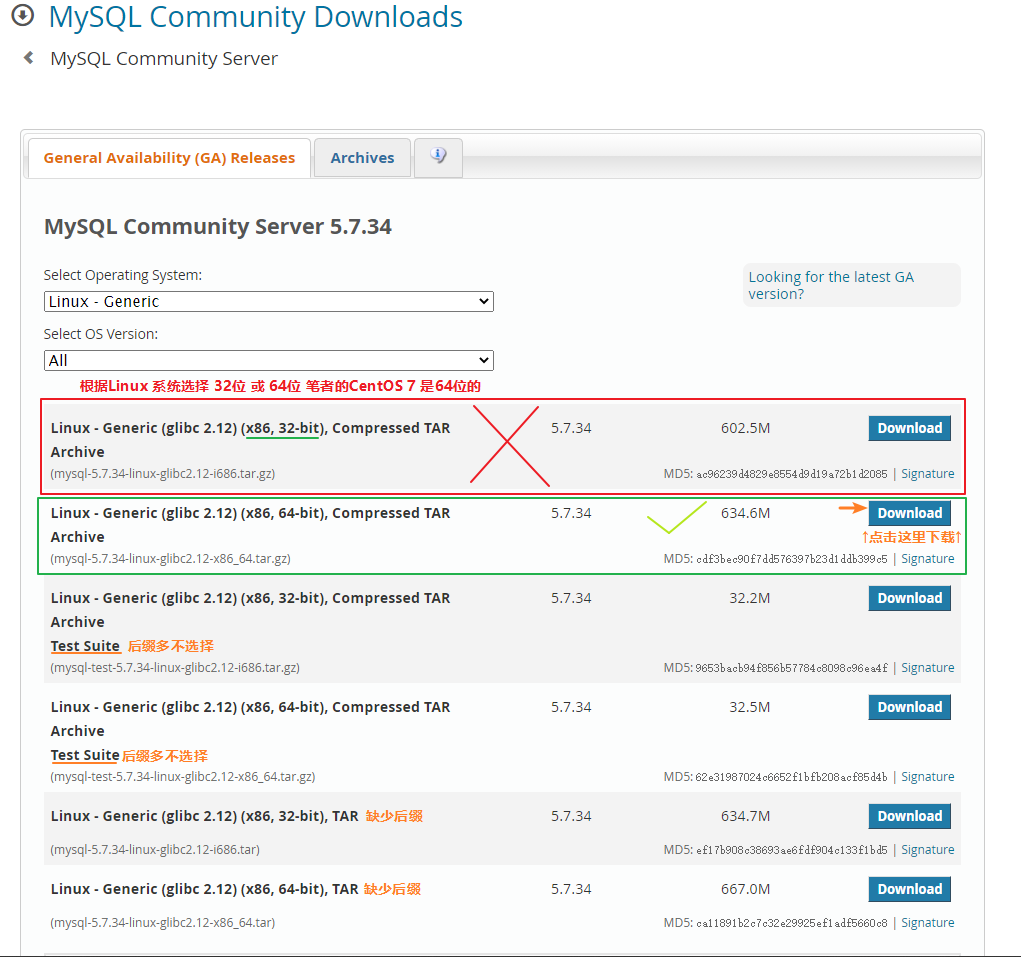 MySQL Community Downloads
MySQL Community Server
General Availability (GA) Releases
Archives
MySQL Community Server 5.7.34
Select Operating System:
Looking for the latest GA
version?
Linux - Generic
Select OS Version:
All
根据Linux 系统选择 32位 或 64位 笔者的CentOS 7 是64位的
Linux - Generic (glibc 2.12) (x86, 32-bit), Compressed TAR 5.7.34 602.5M Download
Archive
(mysql-5.7.34-linux-glibc2.12-i686.tar.gz) MD5: ac96239d4829e8554d9d19a72b1d2085 | Signature
Linux - Generic (glibc 2.12) (x86, 64-bit), Compressed TAR 5.7.34 634.6M Download
Archive ↑点击这里下载↑
(mysql-5.7.34-linux-glibc2.12-x86_64.tar.gz) MD5: cdf3bec90f7dd576397b23d1ddb399c5 | Signature
Linux - Generic (glibc 2.12) (x86, 32-bit), Compressed TAR 5.7.34 32.2M Download
Archive
Test Suite 后缀多不选择
(mysql-test-5.7.34-linux-glibc2.12-i686.tar.gz) MD5: 9653bacb94f856b57784c8098c96ea4f | Signature
Linux - Generic (glibc 2.12) (x86, 64-bit), Compressed TAR 5.7.34 32.5M Download
Archive
Test Suite 后缀多不选择
(mysql-test-5.7.34-linux-glibc2.12-x86_64.tar.gz) MD5: 62e31987024c6652f1bfb208acf85d4b | Signature
Linux - Generic (glibc 2.12) (x86, 32-bit), TAR 缺少后缀 5.7.34 634.7M Download
(mysql-5.7.34-linux-glibc2.12-i686.tar) MD5: ef17b908c38693ae6fdf904c133f1bd5 | Signature
Linux - Generic (glibc 2.12) (x86, 64-bit), TAR 缺少后缀 5.7.34 667.0M Download
(mysql-5.7.34-linux-glibc2.12-x86_64.tar) MD5: ca11891b2c7c32e29925ef1adf5660c8 | Signature